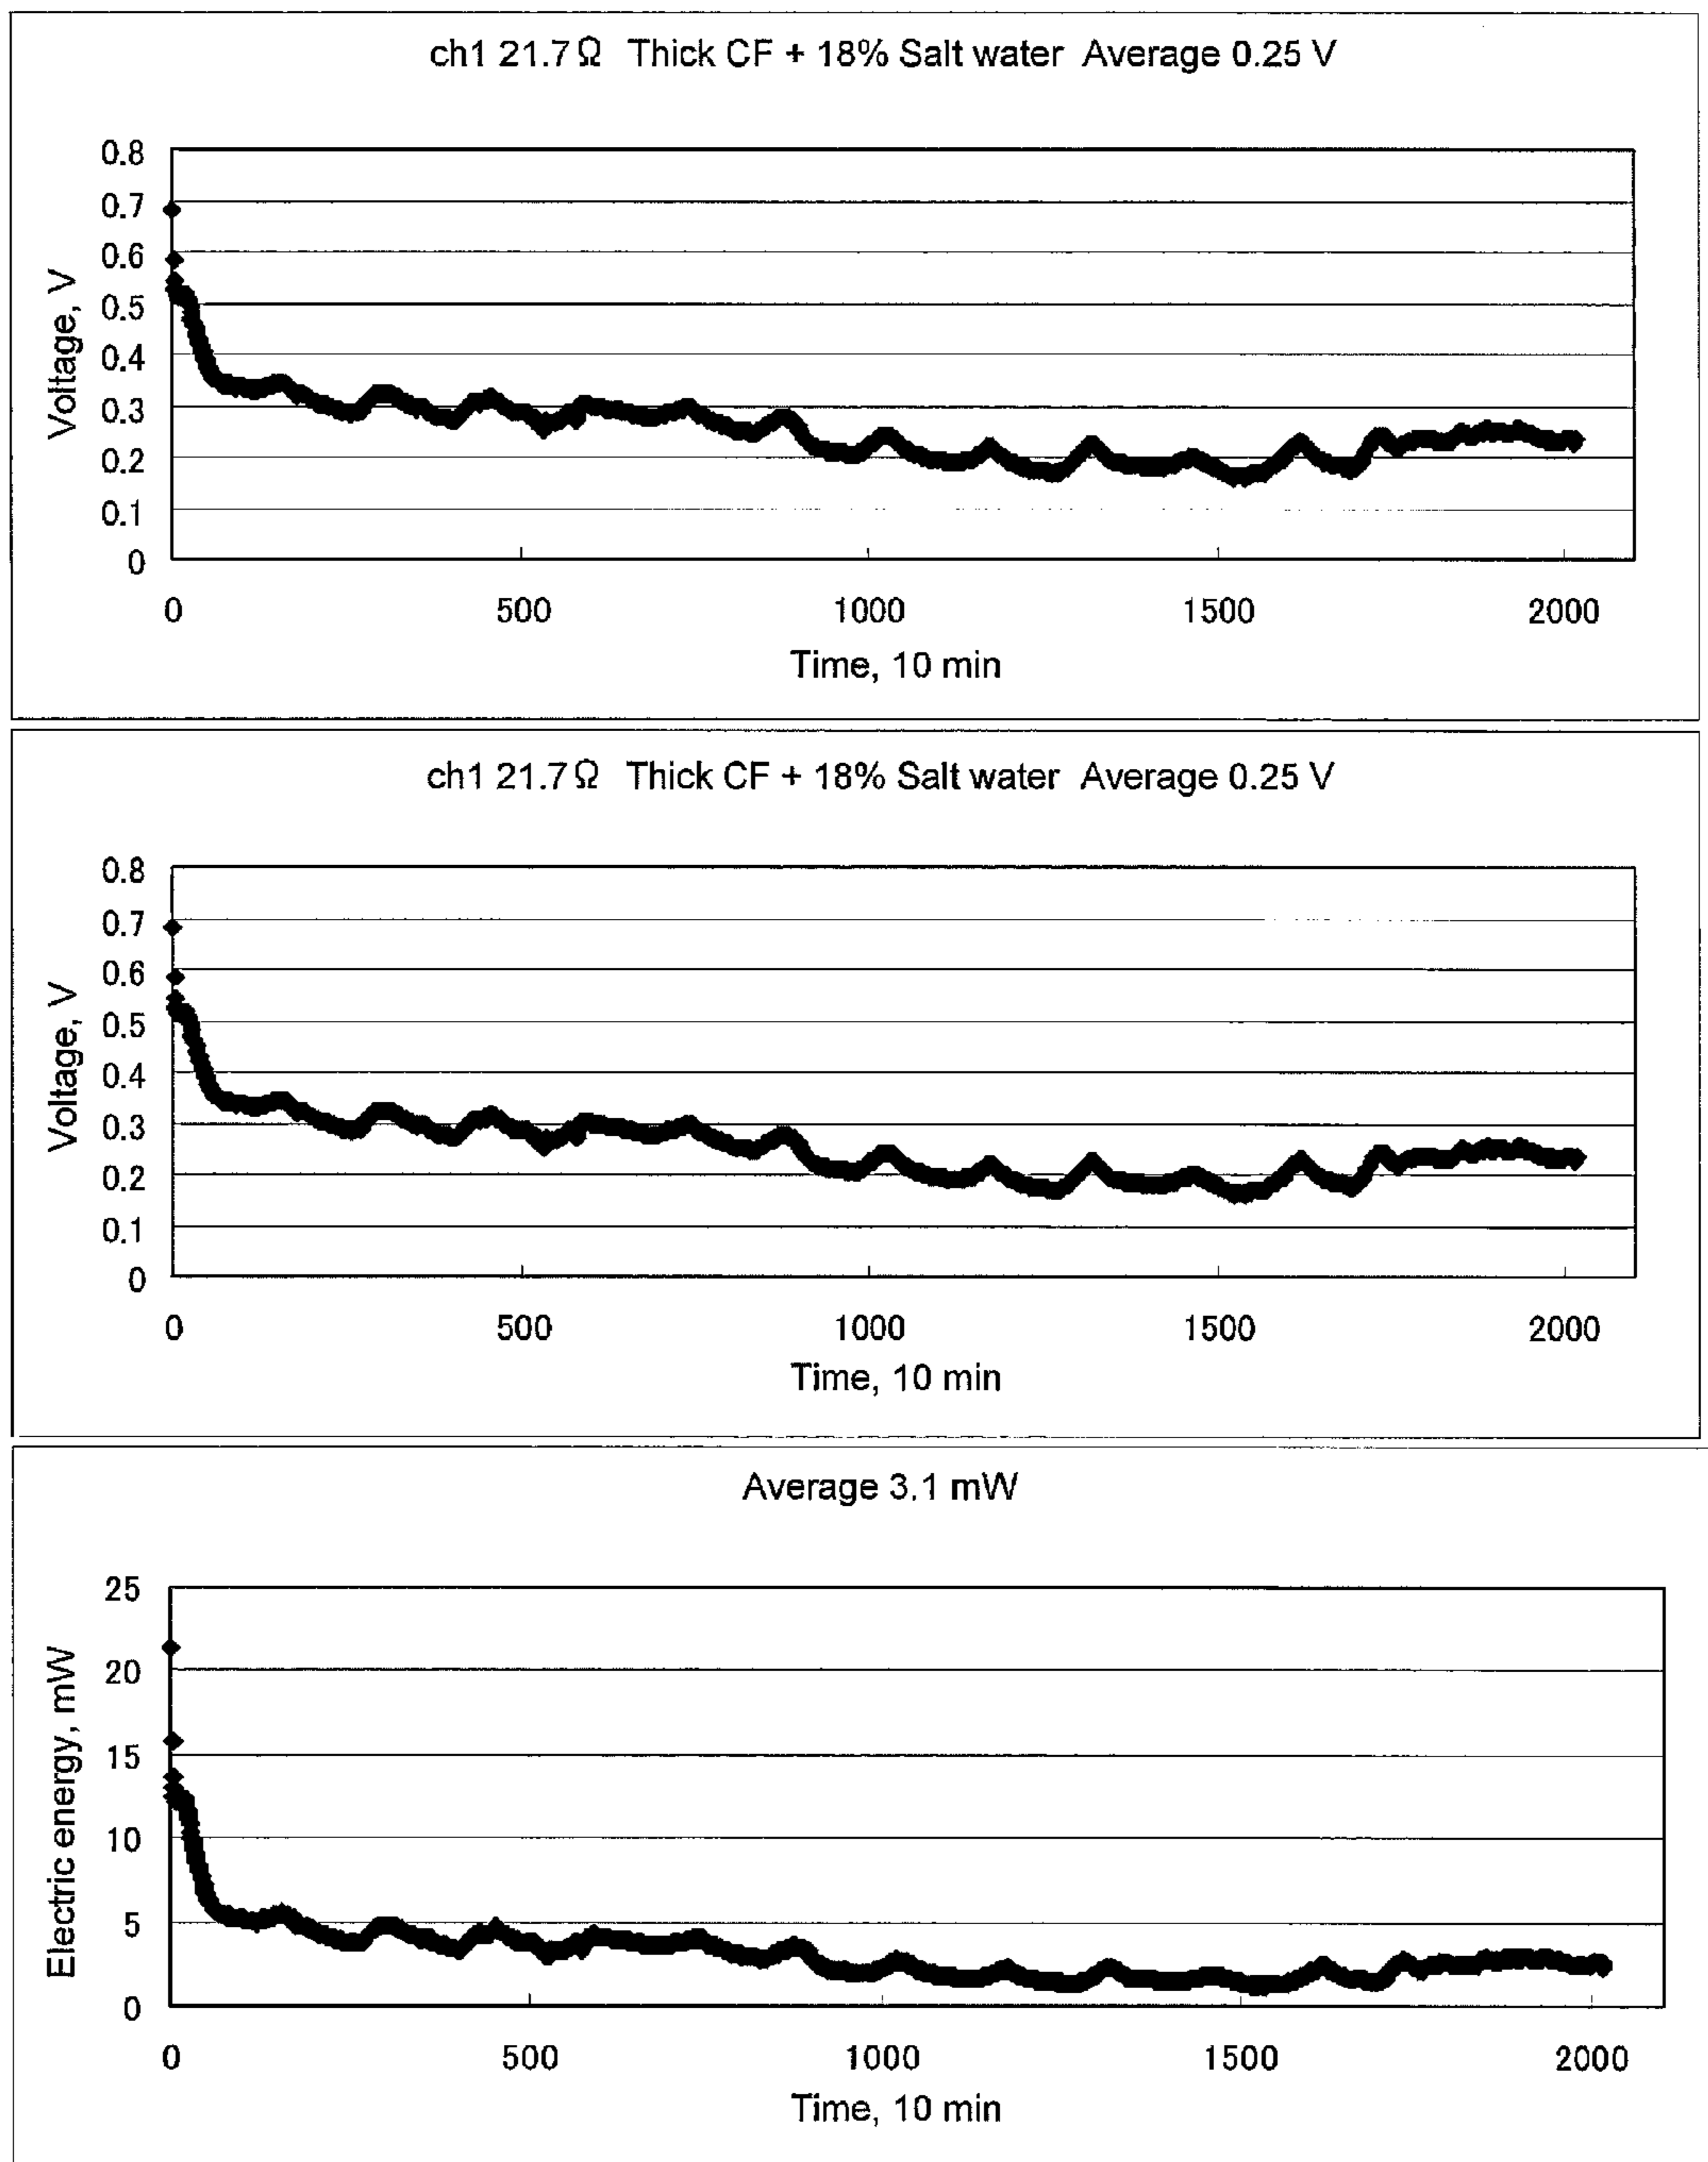 ch1 21.7Ω Thick CF + 18% Salt water Average 0.25 V
0.8
0.7
0.6
0.5
0.4
0.3
0.2
0.1
0
Voltage, V
0 500 1000 1500 2000
Time, 10 min
ch1 21.7Ω Thick CF + 18% Salt water Average 0.25 V
0.8
0.7
0.6
0.5
0.4
0.3
0.2
0.1
0
Voltage, V
0 500 1000 1500 2000
Time, 10 min
Average 3.1 mW
25
20
15
10
5
0
Electric energy, mW
0 500 1000 1500 2000
Time, 10 min